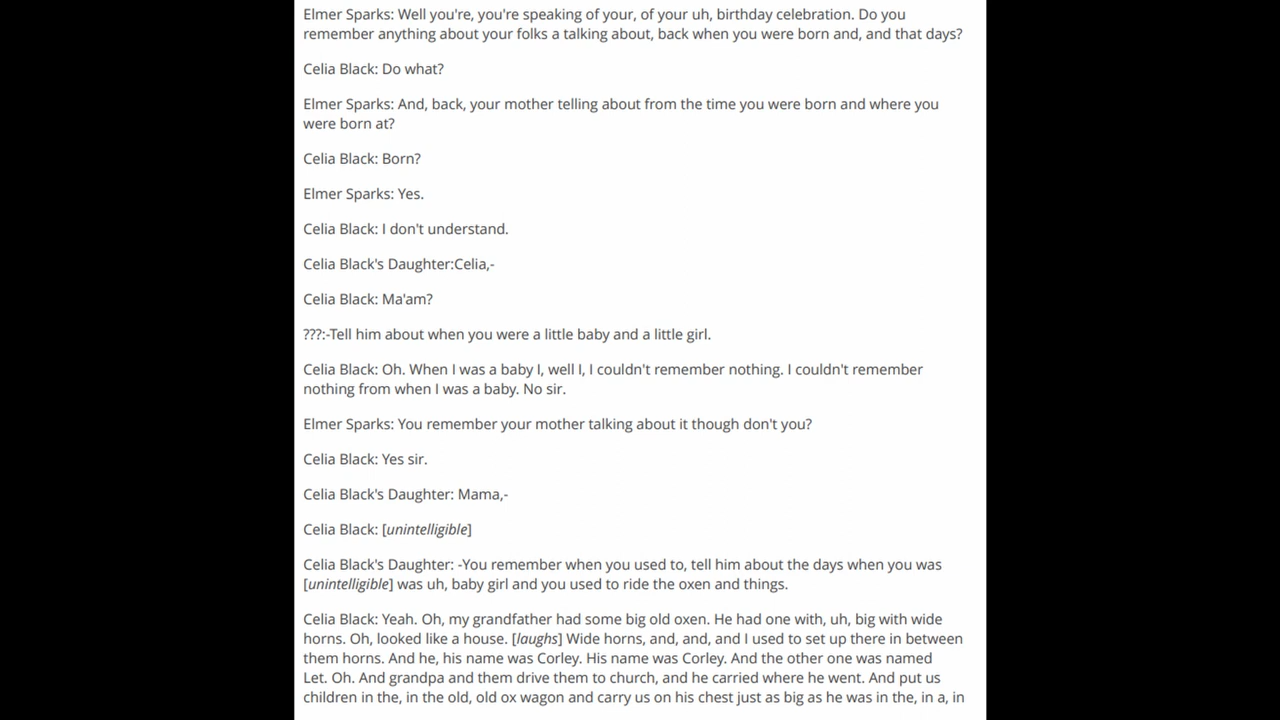 Elmer Sparks: Well you're, you're speaking of your, of your uh, birthday celebration. Do you
remember anything about your folks a talking about, back when you were born and, and that days?
Celia Black: Do what?
Elmer Sparks: And, back, your mother telling about from the time you were born and where you
were born at?
Celia Black: Born?
Elmer Sparks: Yes.
Celia Black: I don't understand.
Celia Black's Daughter:Celia,-
Celia Black: Ma'am?
???:-Tell him about when you were a little baby and a little girl.
Celia Black: Oh. When I was a baby I, well I, I couldn't remember nothing. I couldn't remember
nothing from when I was a baby. No sir.
Elmer Sparks: You remember your mother talking about it though don't you?
Celia Black: Yes sir.
Celia Black's Daughter: Mama,-
Celia Black: [unintelligible]
Celia Black's Daughter: -You remember when you used to, tell him about the days when you was
[unintelligible] was uh, baby girl and you used to ride the oxen and things.
Celia Black: Yeah. Oh, my grandfather had some big old oxen. He had one with, uh, big with wide
horns. Oh, looked like a house. [laughs] Wide horns, and, and, and I used to set up there in between
them horns. And he, his name was Corley. His name was Corley. And the other one was named
Let. Oh. And grandpa and them drive them to church, and he carried where he went. And put us
children in the, in the old, old ox wagon and carry us on his chest just as big as he was in the, in a, in